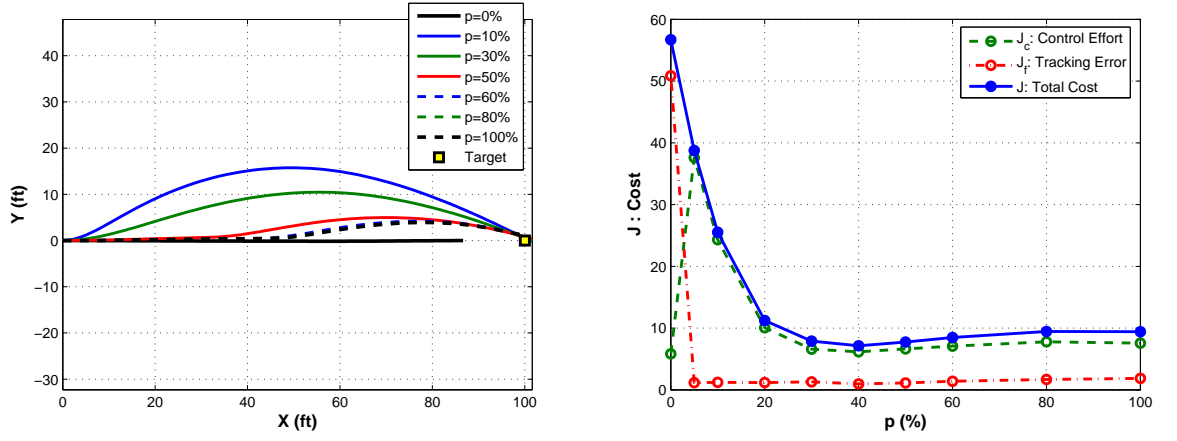 40
30
20
10
0
−10
−20
−30
0
20
40
60
80
100
X (ft)
Y (ft)
p=0%
p=10%
p=30%
p=50%
p=60%
p=80%
p=100%
Target
60
50
40
30
20
10
0
0
20
40
60
80
100
p (%)
J : Cost
J_c: Control Effort
J_f: Tracking Error
J: Total Cost